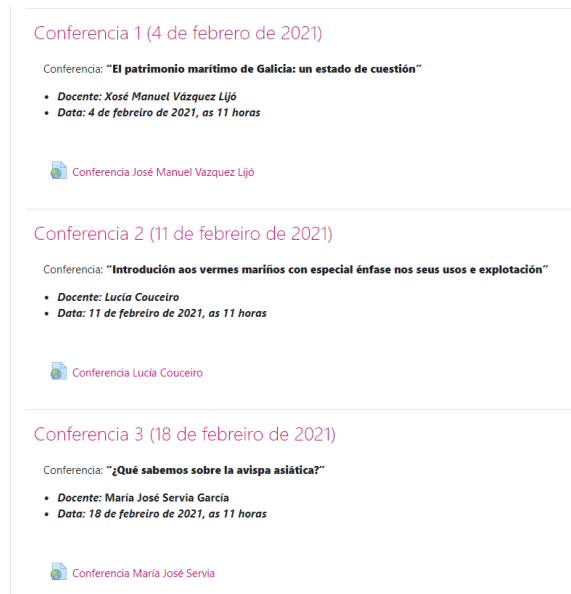 Conferencia 1 (4 de febrero de 2021)
Conferencia: “El patrimonio marítimo de Galicia: un estado de cuestión”
• Docente: Xosé Manuel Vázquez Lijó
• Data: 4 de febreiro de 2021, as 11 horas
Conferencia José Manuel Vazquez Lijó
Conferencia 2 (11 de febreiro de 2021)
Conferencia: “Introdución aos vermes mariños con especial énfase nos seus usos e explotación”
• Docente: Lucía Couceiro
• Data: 11 de febreiro de 2021, as 11 horas
Conferencia Lucía Couceiro
Conferencia 3 (18 de febreiro de 2021)
Conferencia: “¿Qué sabemos sobre la avispa asiática?”
• Docente: María José Servia García
• Data: 18 de febreiro de 2021, as 11 horas
Conferencia María José Servia